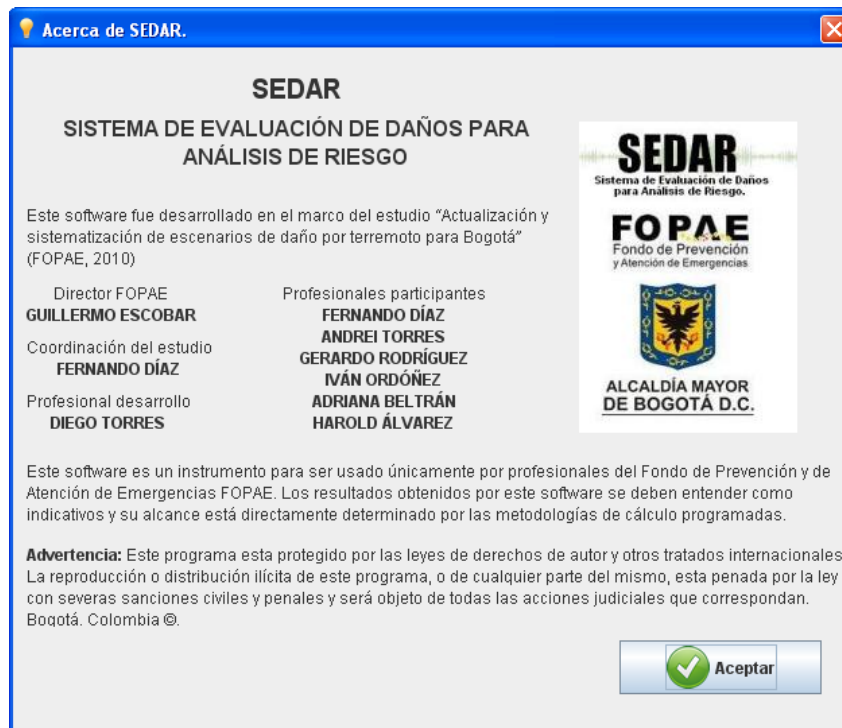 Acerca de SEDAR.
SEDAR
SISTEMA DE EVALUACIÓN DE DAÑOS PARA
ANÁLISIS DE RIESGO
Este software fue desarrollado en el marco del estudio “Actualización y
sistematización de escenarios de daño por terremoto para Bogotá”
(FOPAE, 2010)
Director FOPAE
GUILLERMO ESCOBAR
Coordinación del estudio
FERNANDO DÍAZ
Profesional desarrollo
DIEGO TORRES
Profesionales participantes
FERNANDO DÍAZ
ANDREI TORRES
GERARDO RODRÍGUEZ
IVÁN ORDÓÑEZ
ADRIANA BELTRÁN
HAROLD ÁLVAREZ
SEDAR
Sistema de Evaluación de Daños
para Análisis de Riesgo.
FOPAE
Fondo de Prevención
y Atención de Emergencias
ALCALDÍA MAYOR
DE BOGOTÁ D.C.
Este software es un instrumento para ser usado únicamente por profesionales del Fondo de Prevención y de
Atención de Emergencias FOPAE. Los resultados obtenidos por este software se deben entender como
indicativos y su alcance está directamente determinado por las metodologías de cálculo programadas.
Advertencia: Este programa esta protegido por las leyes de derechos de autor y otros tratados internacionales
La reproducción o distribución ilícita de este programa, o de cualquier parte del mismo, esta penada por la ley
con severas sanciones civiles y penales y será objeto de todas las acciones judiciales que correspondan.
Bogotá. Colombia ©.
Aceptar